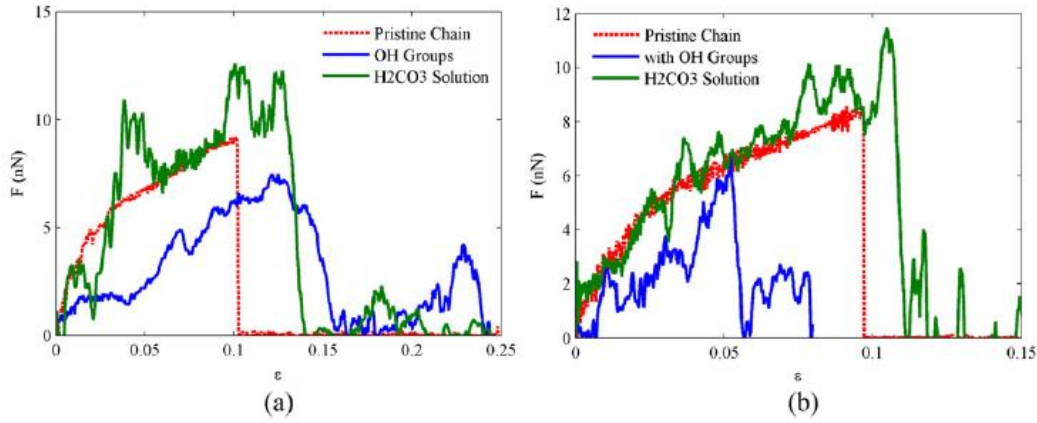 15
10
5
0
F (nN)
Pristine Chain
OH Groups
H2CO3 Solution
0 0.05 0.1 0.15 0.2 0.25
ε
(a)
12
10
8
6
4
2
0
F (nN)
Pristine Chain
with OH Groups
H2CO3 Solution
0 0.05 0.1 0.15
ε
(b)